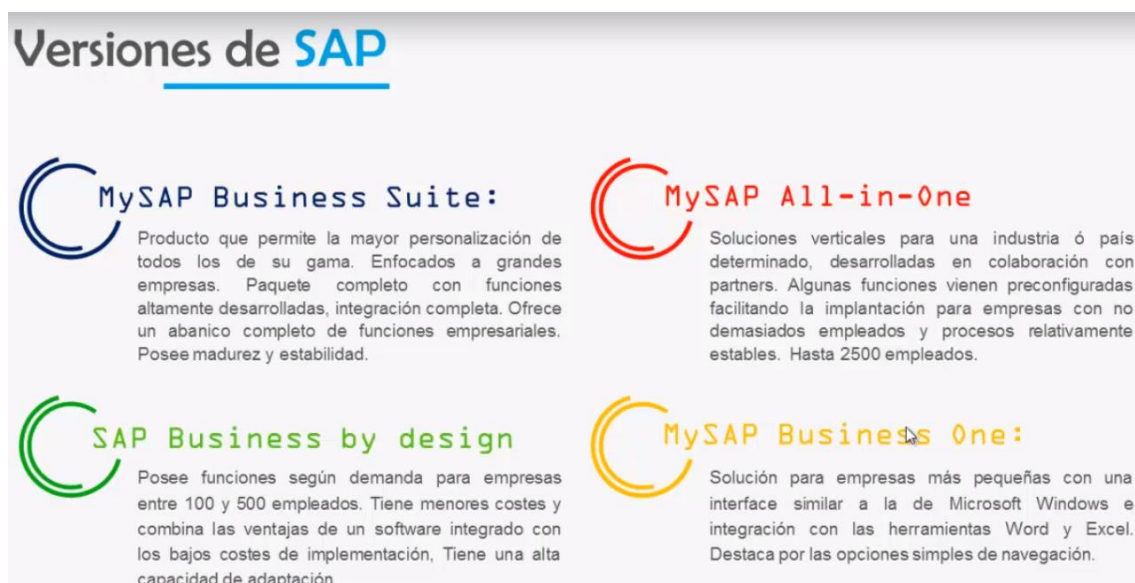 Versiones de SAP
MySAP Business Suite:
Producto que permite la mayor personalización de
todos los de su gama. Enfocados a grandes
empresas. Paquete completo con funciones
altamente desarrolladas, integración completa. Ofrece
un abanico completo de funciones empresariales.
Posee madurez y estabilidad.
MySAP All-in-One
Soluciones verticales para una industria ó país
determinado, desarrolladas en colaboración con
partners. Algunas funciones vienen preconfiguradas
facilitando la implantación para empresas con no
demasiados empleados y procesos relativamente
estables. Hasta 2500 empleados.
SAP Business by design
Posee funciones según demanda para empresas
entre 100 y 500 empleados. Tiene menores costes y
combina las ventajas de un software integrado con
los bajos costes de implementación, Tiene una alta
capacidad de adaptación
MySAP Business One:
Solución para empresas más pequeñas con una
interface similar a la de Microsoft Windows e
integración con las herramientas Word y Excel.
Destaca por las opciones simples de navegación.